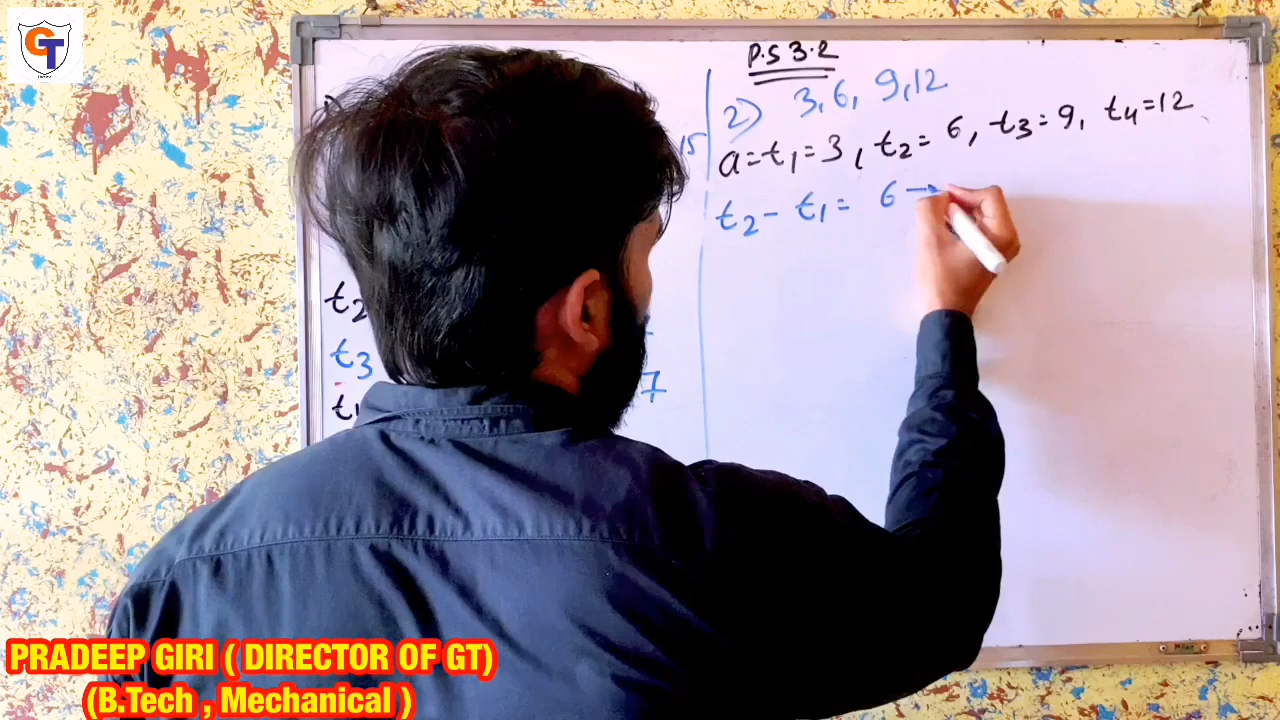 GT
P.S 3.2
2) 3, 6, 9, 12
15
a = t1 = 3, t2 = 6, t3 = 9, t4 = 12
t2 - t1 = 6 -
t2
t3
7
t1
PRADEEP GIRI ( DIRECTOR OF GT)
(B.Tech , Mechanical )